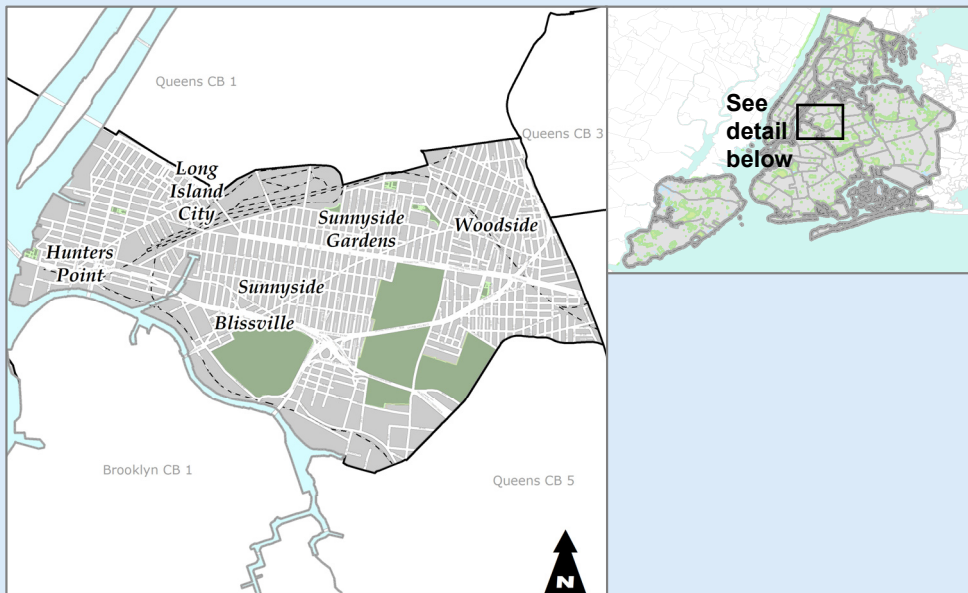 Queens CB 1
See
detail
below
Queens CB 3
Long
Island
City
Sunnyside
Gardens
Woodside
Hunters
Point
Sunnyside
Blissville
Brooklyn CB 1
Queens CB 5
N